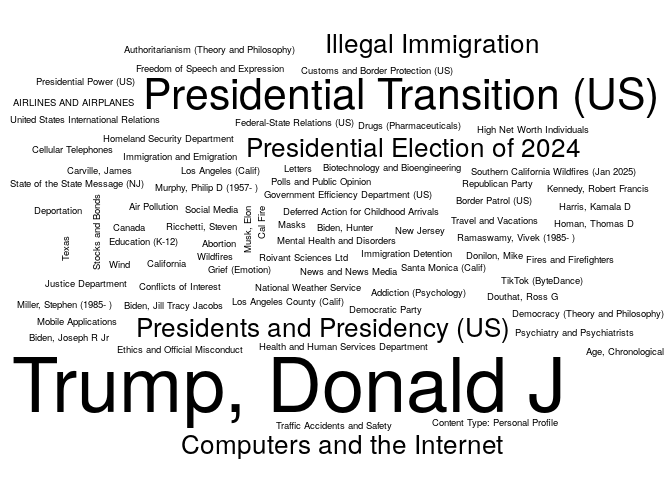 Authoritarianism (Theory and Philosophy)
Illegal Immigration
Freedom of Speech and Expression
Customs and Border Protection (US)
Presidential Power (US)
Presidential Transition (US)
AIRLINES AND AIRPLANES
United States International Relations
Federal-State Relations (US)
Drugs (Pharmaceuticals)
High Net Worth Individuals
Homeland Security Department
Presidential Election of 2024
Cellular Telephones
Immigration and Emigration
Carville, James
Los Angeles (Calif)
Letters
Biotechnology and Bioengineering
Southern California Wildfires (Jan 2025)
State of the State Message (NJ)
Murphy, Philip D (1957- )
Polls and Public Opinion
Republican Party
Kennedy, Robert Francis
Government Efficiency Department (US)
Border Patrol (US)
Deportation
Stocks and Bonds
Air Pollution
Social Media
Musk, Elon
Cal Fire
Deferred Action for Childhood Arrivals
Harris, Kamala D
Texas
Canada
Ricchetti, Steven
Masks
Biden, Hunter
New Jersey
Travel and Vacations
Homan, Thomas D
Education (K-12)
Abortion
Mental Health and Disorders
Ramaswamy, Vivek (1985- )
Wind
California
Wildfires
Grief (Emotion)
Roivant Sciences Ltd
Immigration Detention
Donilon, Mike
Fires and Firefighters
News and News Media
Santa Monica (Calif)
Justice Department
Conflicts of Interest
National Weather Service
Addiction (Psychology)
TikTok (ByteDance)
Miller, Stephen (1985- )
Biden, Jill Tracy Jacobs
Los Angeles County (Calif)
Democratic Party
Douthat, Ross G
Democracy (Theory and Philosophy)
Mobile Applications
Presidents and Presidency (US)
Psychiatry and Psychiatrists
Biden, Joseph R Jr
Ethics and Official Misconduct
Health and Human Services Department
Age, Chronological
Trump, Donald J
Traffic Accidents and Safety
Content Type: Personal Profile
Computers and the Internet